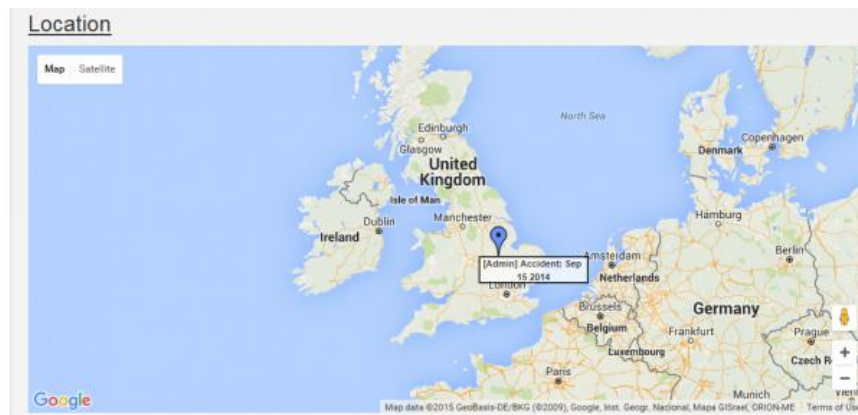 Location
Map Satellite
North Sea
Edinburgh
Glasgow
Copenhagen
Denmark
United
Kingdom
Isle of Man
Dublin
Manchester
Hamburg
Ireland
Amsterdam
Berlin
[Admin] Accident: Sep
15 2014
Netherlands
London
Brussels
Germany
Belgium
Frankfurt
Prague
Luxembourg
Czech R
Paris
Munich
Google
Map data ©2015 GeoBasis-DE/BKG (©2009), Google, Inst. Geogr. Nacional, Mapa GISrael, ORION-ME Terms of U